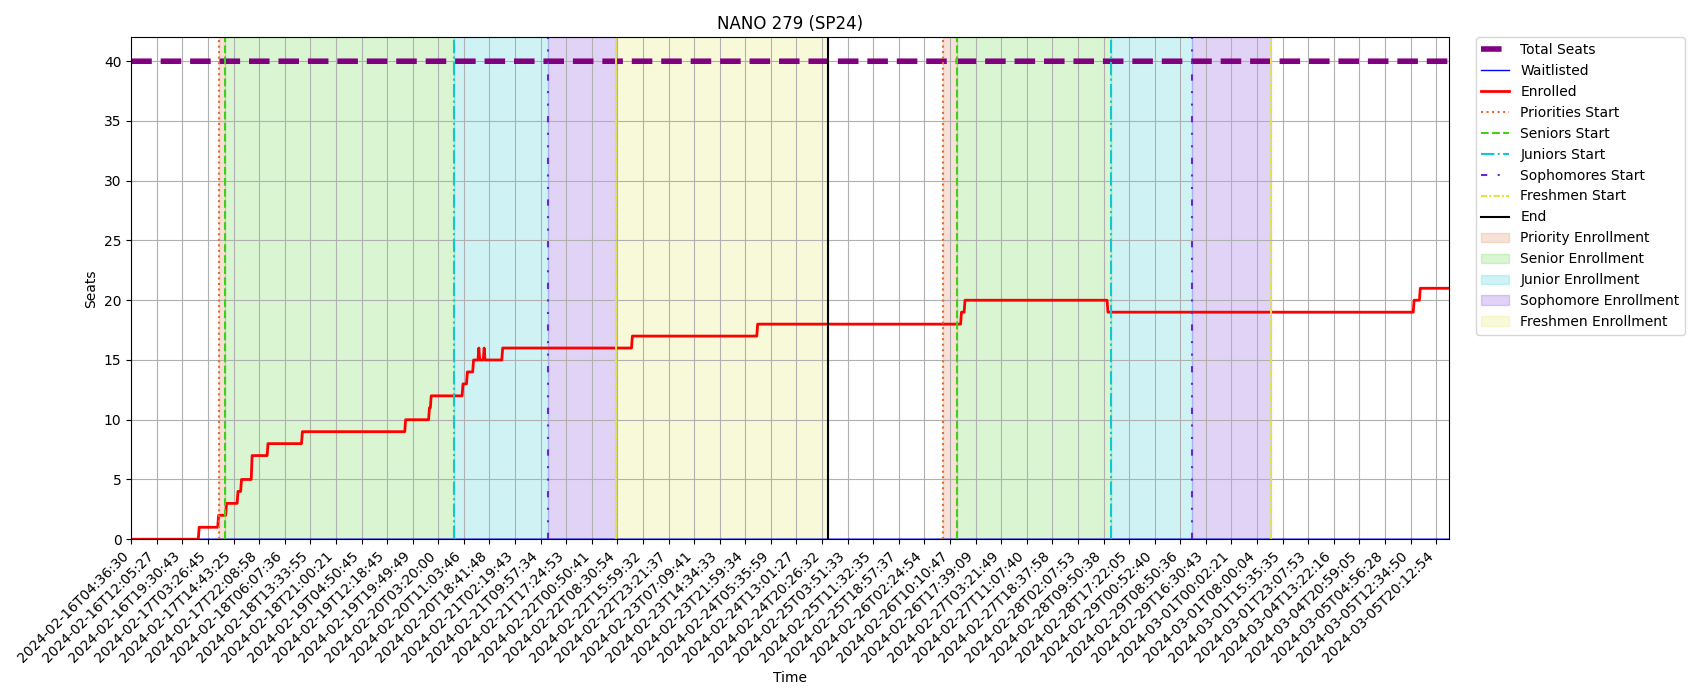 NANO 279 (SP24)
Seats
40
35
30
25
20
15
10
5
0
2024-02-16T04:36:30
2024-02-16T12:05:27
2024-02-16T19:30:43
2024-02-17T03:26:45
2024-02-17T14:43:25
2024-02-17T22:08:58
2024-02-18T06:07:36
2024-02-18T13:33:55
2024-02-18T21:00:21
2024-02-19T04:50:45
2024-02-19T12:18:45
2024-02-19T19:49:49
2024-02-20T03:20:00
2024-02-20T11:03:46
2024-02-20T18:41:48
2024-02-21T02:19:43
2024-02-21T09:57:34
2024-02-21T17:24:53
2024-02-22T00:50:41
2024-02-22T08:30:54
2024-02-22T15:59:32
2024-02-22T23:21:37
2024-02-23T07:09:41
2024-02-23T14:34:33
2024-02-23T21:59:34
2024-02-24T05:35:59
2024-02-24T13:01:27
2024-02-24T20:26:32
2024-02-25T03:51:33
2024-02-25T11:32:35
2024-02-25T18:57:37
2024-02-26T02:24:54
2024-02-26T10:10:47
2024-02-26T17:39:09
2024-02-27T03:21:49
2024-02-27T11:07:40
2024-02-27T18:37:58
2024-02-28T02:07:53
2024-02-28T09:50:38
2024-02-28T17:22:05
2024-02-29T00:52:40
2024-02-29T08:50:36
2024-02-29T16:30:43
2024-03-01T00:02:21
2024-03-01T08:00:04
2024-03-01T15:35:35
2024-03-01T23:07:53
2024-03-04T13:22:16
2024-03-04T20:59:05
2024-03-05T04:56:28
2024-03-05T12:34:50
2024-03-05T20:12:54
Time
Total Seats
Waitlisted
Enrolled
Priorities Start
Seniors Start
Juniors Start
Sophomores Start
Freshmen Start
End
Priority Enrollment
Senior Enrollment
Junior Enrollment
Sophomore Enrollment
Freshmen Enrollment